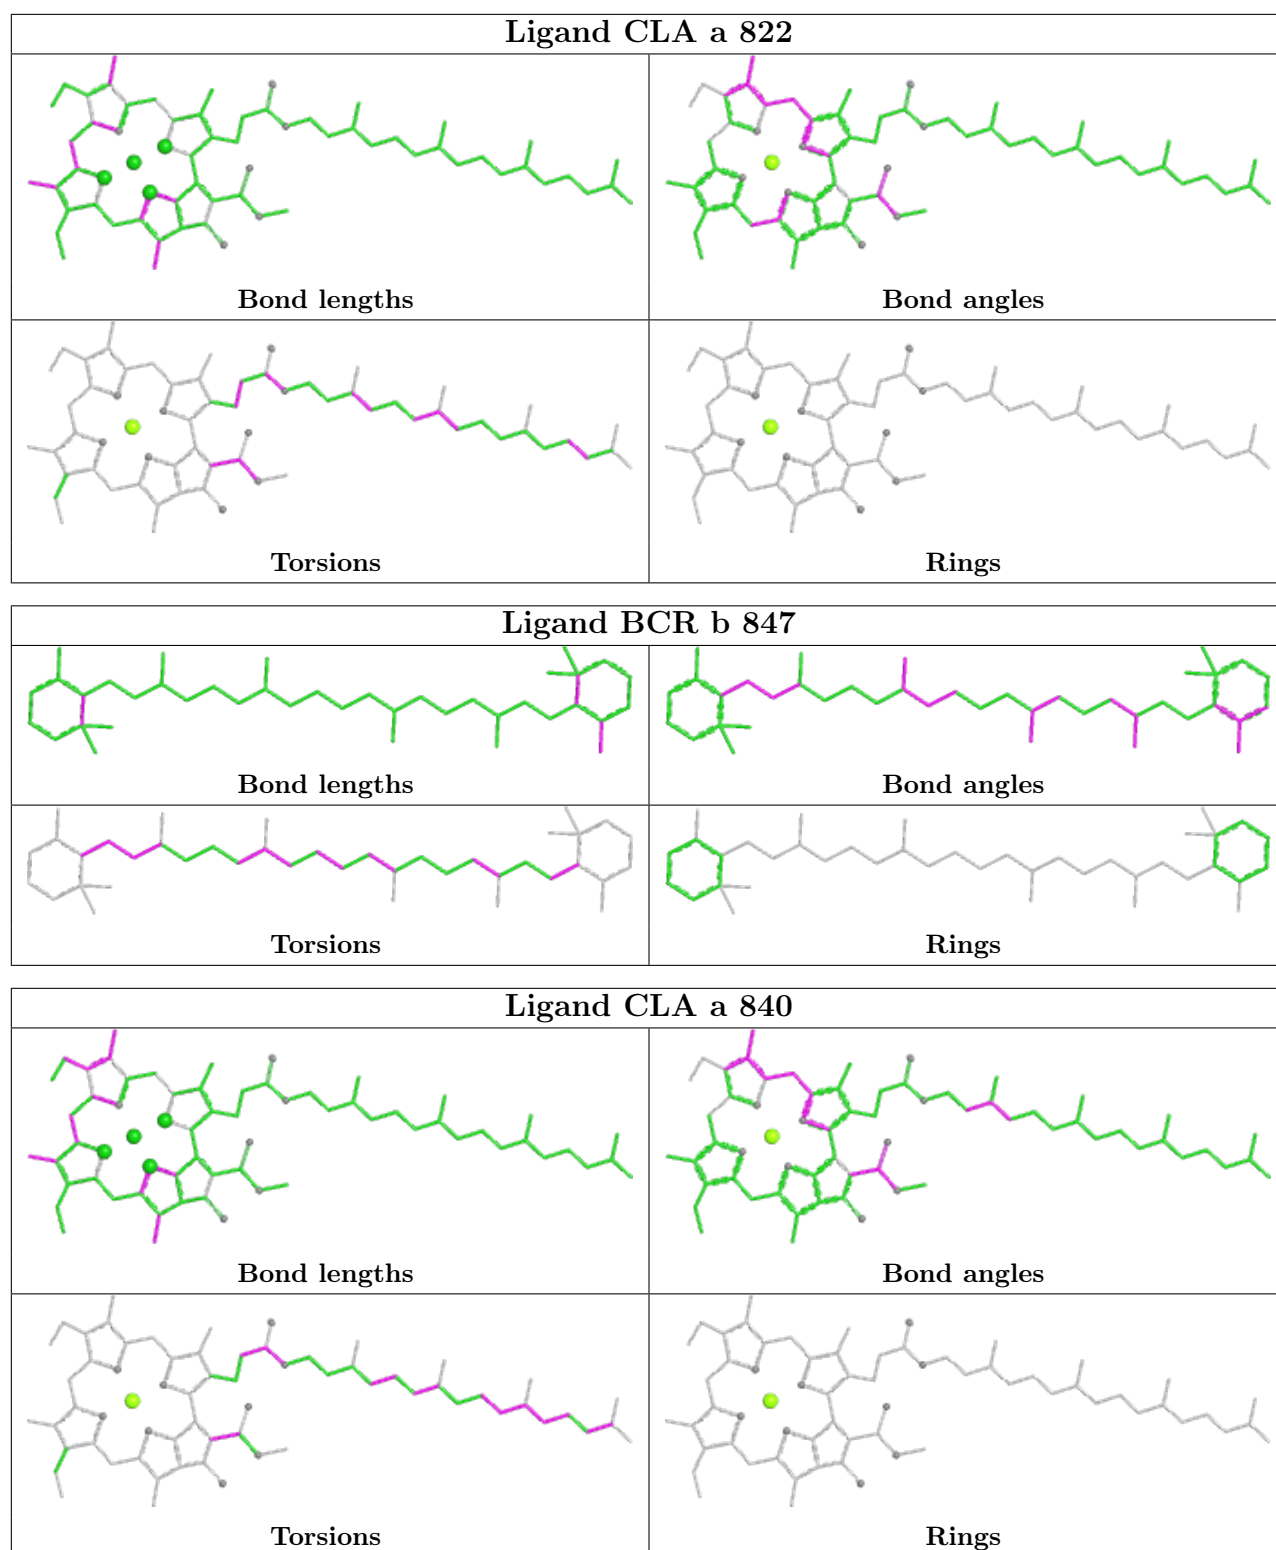 Ligand CLA a 822
Bond lengths
Bond angles
Torsions
Rings
Ligand BCR b 847
Bond lengths
Bond angles
Torsions
Rings
Ligand CLA a 840
Bond lengths
Bond angles
Torsions
Rings